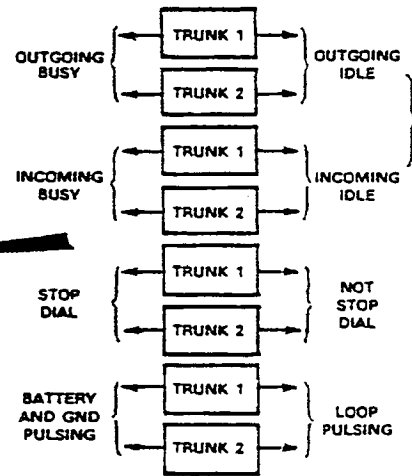 TRUNK 1
OUTGOING
BUSY
OUTGOING
IDLE
TRUNK 2
TRUNK 1
INCOMING
BUSY
INCOMING
IDLE
TRUNK 2
TRUNK 1
STOP
DIAL
NOT
STOP
DIAL
TRUNK 2
TRUNK 1
BATTERY
AND GND
PULSING
LOOP
PULSING
TRUNK 2